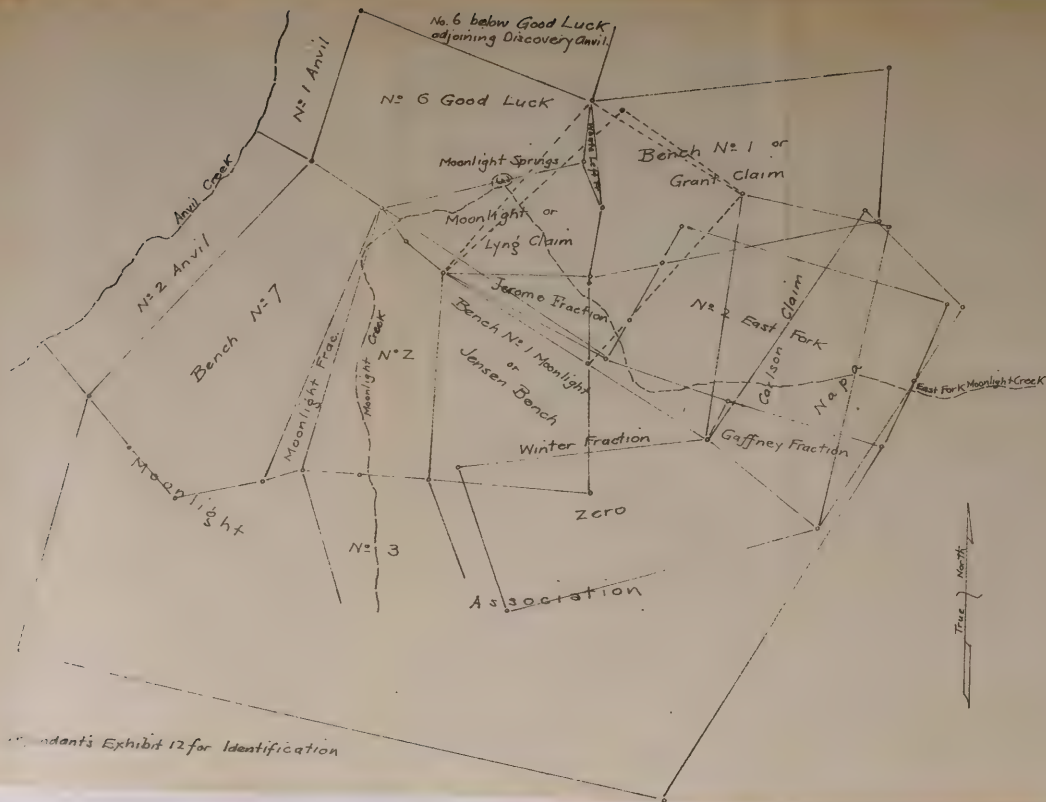 No. 6 below Good Luck
adjoining Discovery Anvil.
Nº 1 Anvil
Nº 6 Good Luck
Bench Nº 1 or
Grant Claim
Moonlight Springs
Moonlight or
Lyng Claim
Anvil Creek
Nº 2 Anvil
Bench Nº 7
Moonlight Frac.
Moonlight Creek
Nº 2
Jerome Fraction
Bench Nº 1 Moonlight
or
Jensen Bench
Nº 2 East Fork
Carlson Claim
Napa
East Fork Moonlight Creek
Winter Fraction
Gaffney Fraction
Moonlight
Zero
Nº 3
Association
True North
Exhibit 12 for Identification